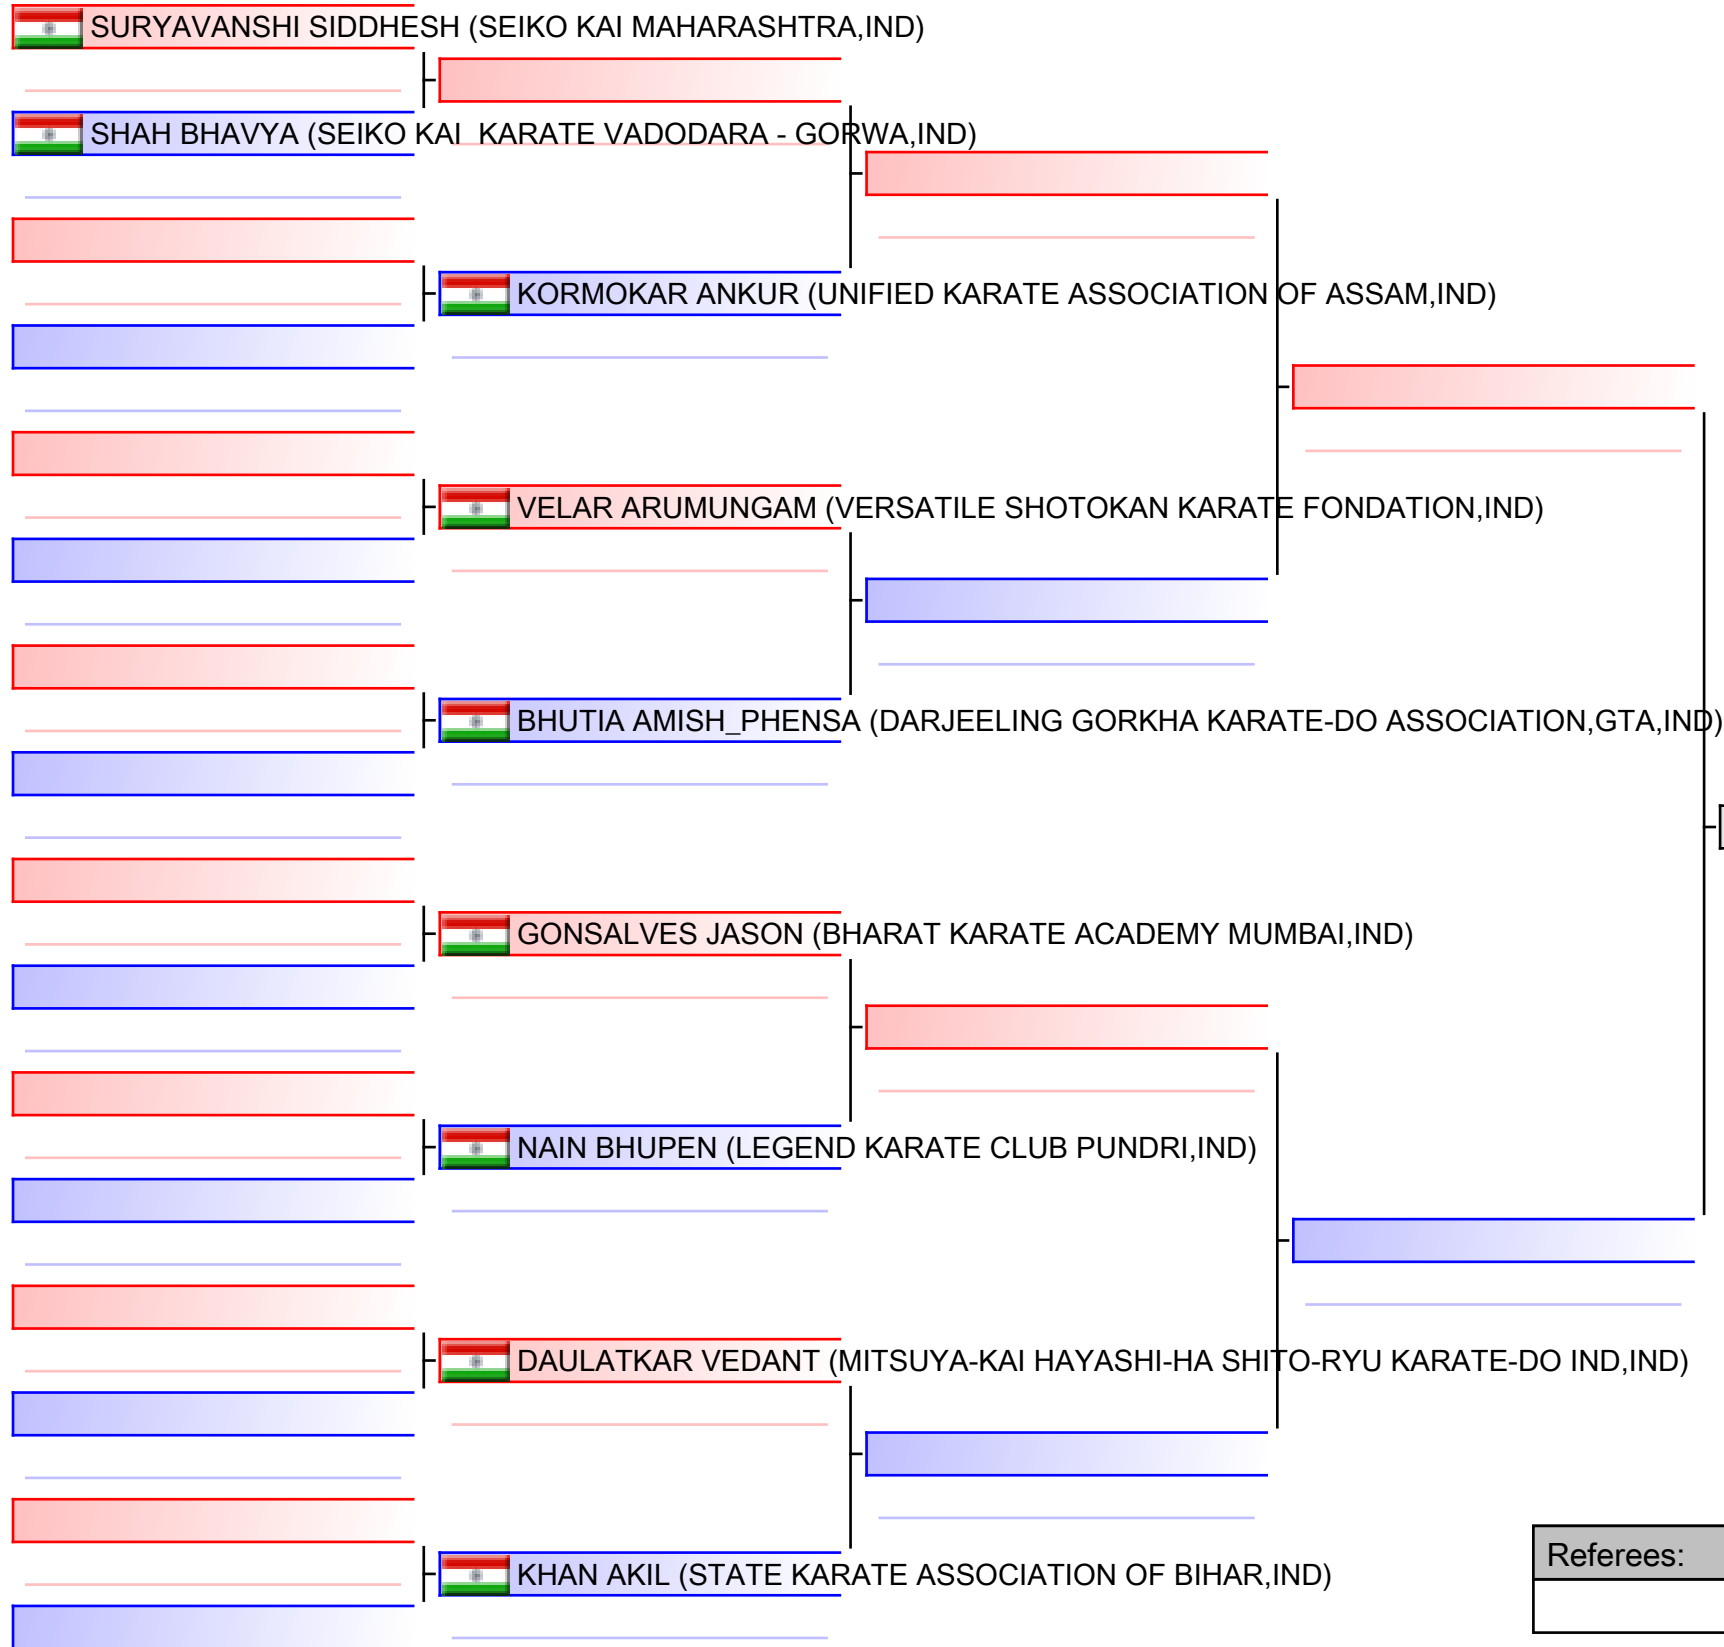 SURYAVANSHI SIDDHESH (SEIKO KAI MAHARASHTRA,IND)
SHAH BHAVYA (SEIKO KAI  KARATE VADODARA - GORWA,IND)
KORMOKAR ANKUR (UNIFIED KARATE ASSOCIATION OF ASSAM,IND)
VELAR ARUMUNGAM (VERSATILE SHOTOKAN KARATE FONDATION,IND)
BHUTIA AMISH_PHENSA (DARJEELING GORKHA KARATE-DO ASSOCIATION,GTA,IND)
GONSALVES JASON (BHARAT KARATE ACADEMY MUMBAI,IND)
NAIN BHUPEN (LEGEND KARATE CLUB PUNDRI,IND)
DAULATKAR VEDANT (MITSUYA-KAI HAYASHI-HA SHITO-RYU KARATE-DO IND,IND)
KHAN AKIL (STATE KARATE ASSOCIATION OF BIHAR,IND)
Referees: